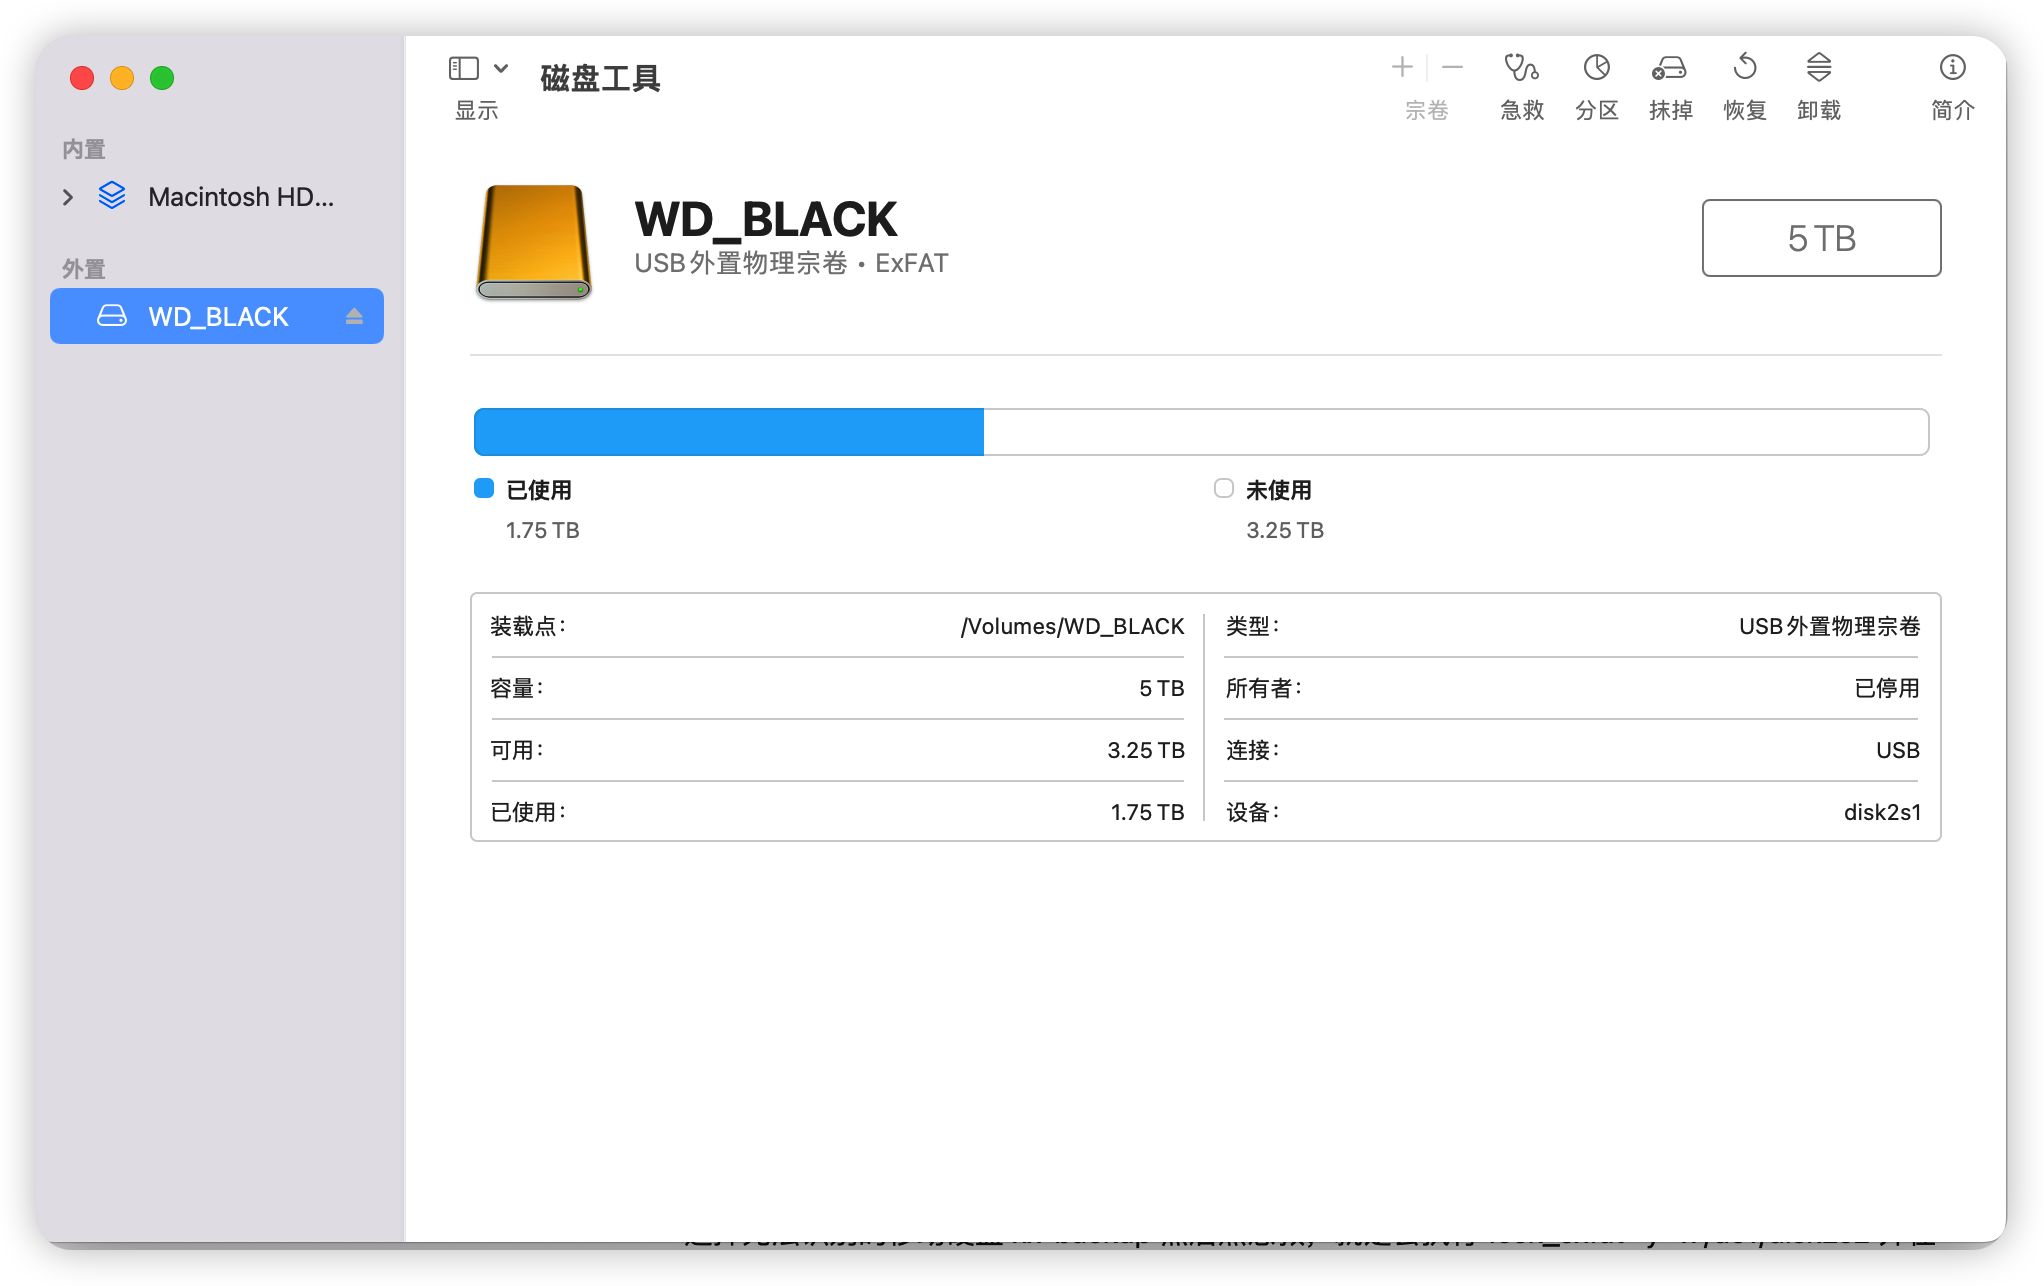 磁盘工具
显示
宗卷
急救
分区
抹掉
恢复
卸载
简介
内置
Macintosh HD...
外置
WD_BLACK
WD_BLACK
USB外置物理宗卷 • ExFAT
5 TB
已使用
1.75 TB
未使用
3.25 TB
装载点：
/Volumes/WD_BLACK
类型：
USB外置物理宗卷
容量：
5 TB
所有者：
已停用
可用：
3.25 TB
连接：
USB
已使用：
1.75 TB
设备：
disk2s1